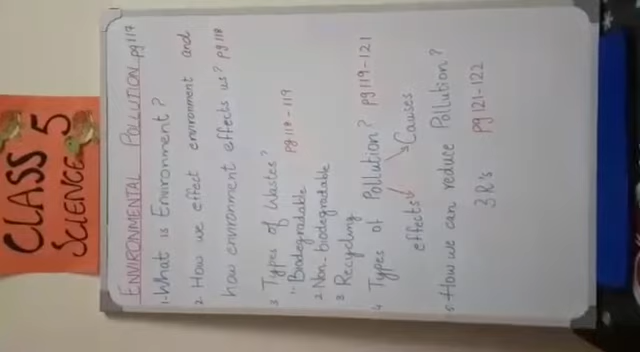 CLASS 5
SCIENCE
ENVIRONMENTAL POLLUTION pg 117
1. What is Environment?
2. How we effect environment and
how environment effects us? pg 118
3 Types of Wastes? pg 118-119
1. Biodegradable
2 Non-biodegradable
3. Recycling
4 Types of Pollution? pg 119-121
effects Causes
5. How we can reduce Pollution?
3 R's pg 121-122